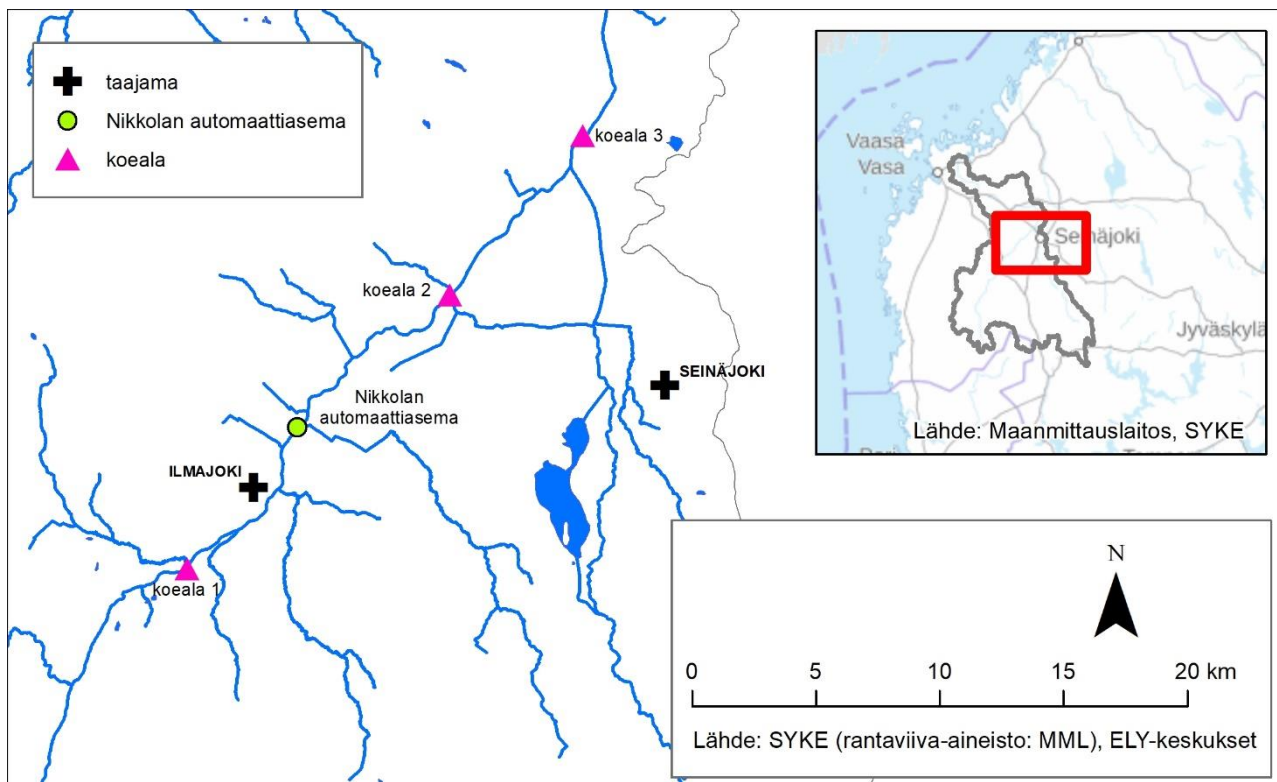 taajama
Nikkolan automaattiasema
koeala
koeala 3
koeala 2
SEINÄJOKI
Nikkolan
automaattiasema
ILMAJOKI
koeala 1
Vaasa
Vasa
Seinäjoki
Jyväskylä
Lähde: Maanmittauslaitos, SYKE
N
0 5 10 15 20 km
Lähde: SYKE (rantaviiva-aineisto: MML), ELY-keskukset